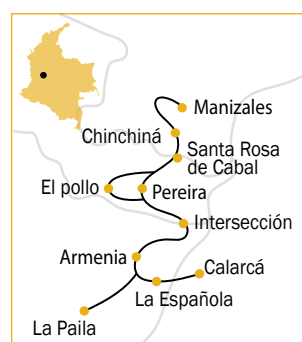 Manizales
Chinchiná
Santa Rosa
de Cabal
El pollo
Pereira
Intersección
Armenia
Calarcá
La Española
La Paila